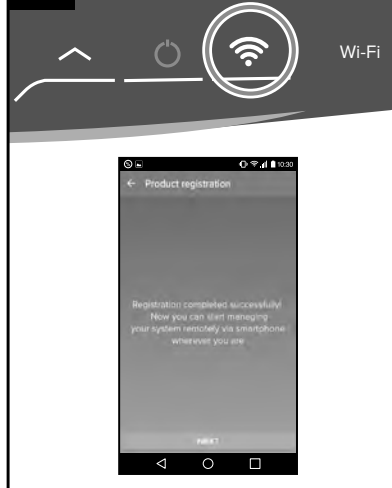 Wi-Fi
10:30
Product registration
Registration completed successfully!
Now you can start managing
your system remotely via smartphone
wherever you are
NEXT